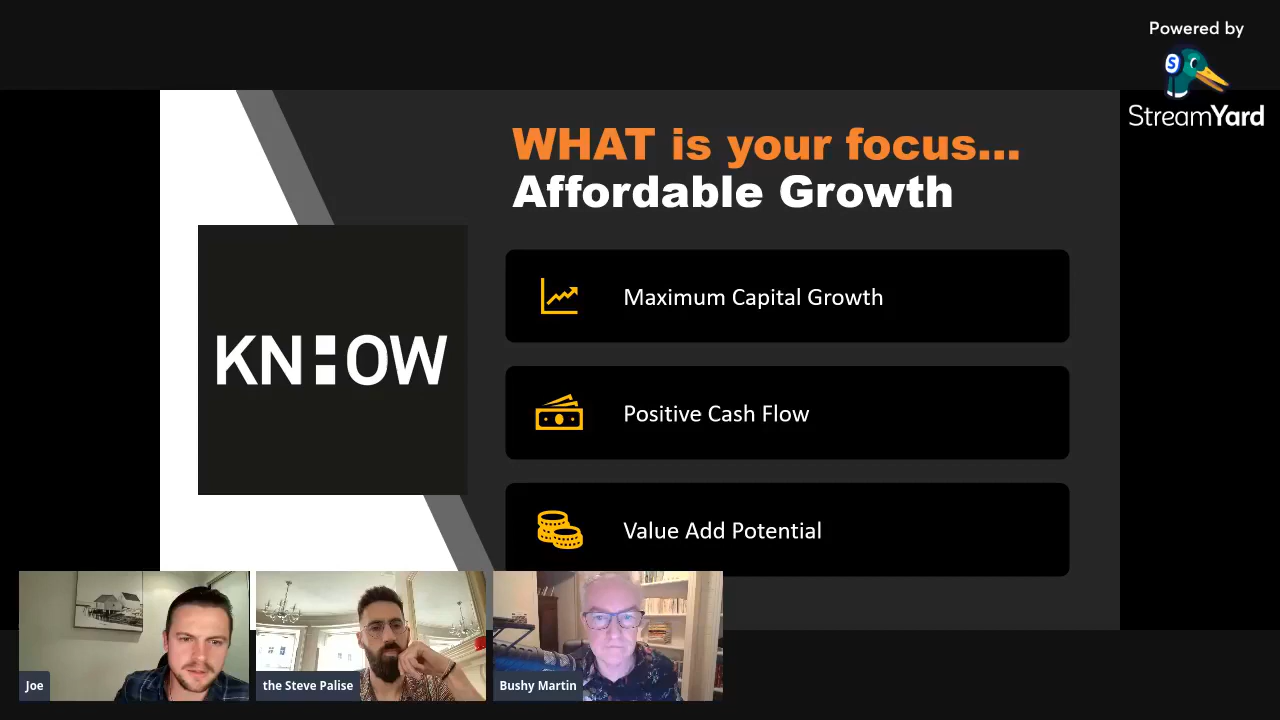 Powered by
S
StreamYard
WHAT is your focus...
Affordable Growth
KN:OW
Maximum Capital Growth
Positive Cash Flow
Value Add Potential
Joe
the Steve Palise
Bushy Martin